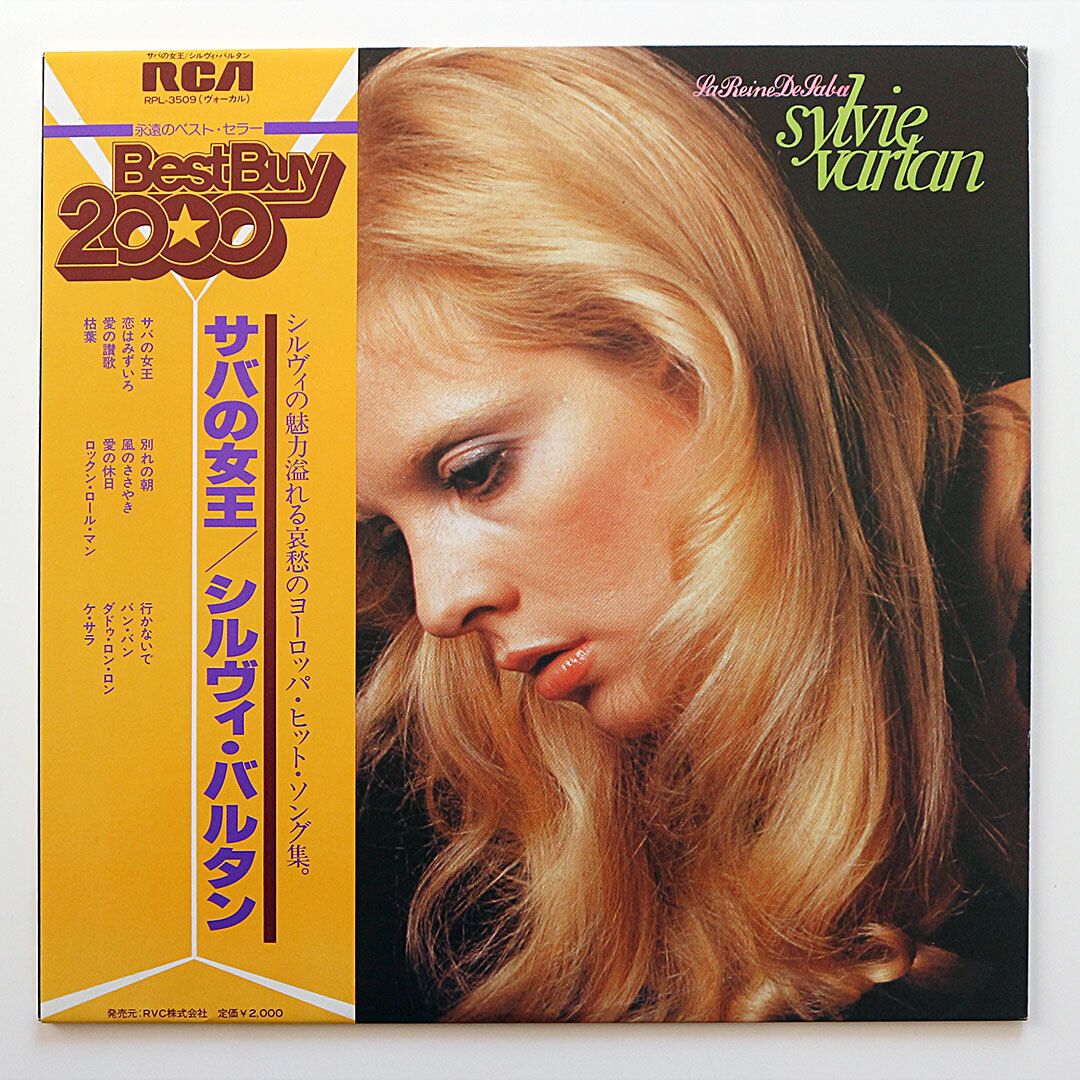 サバの女王/シルヴィ・バルタン
RCA
RPL-3509(ヴォーカル)
永遠のベスト・セラー
BestBuy
2000
シルヴィの魅力溢れる哀愁のヨーロッパ・ヒット・ソング集。
サバの女王/シルヴィ・バルタン
サバの女王
恋はみずいろ
愛の讃歌
枯葉
別れの朝
風のささやき
愛の休日
ロックン・ロール・マン
行かないで
バン・バン
ダドゥ・ロン・ロン
ケ・サラ
発売元:RVC株式会社 定価¥2,000
La Reine De Saba
sylvie
vartan